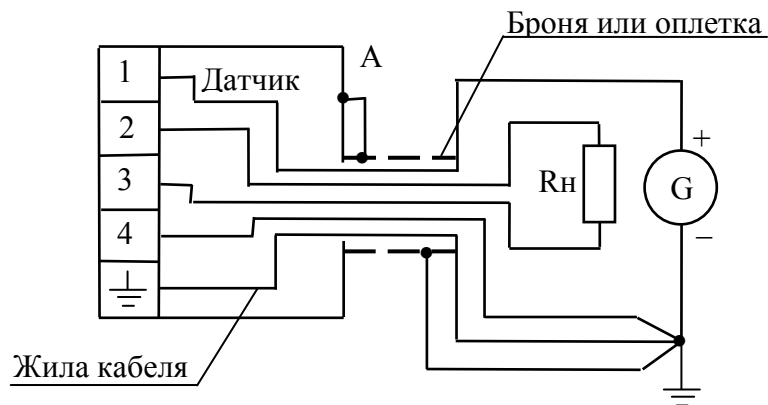 Броня или оплетка
1
Датчик
А
2
3
4
Rн
G
+
−
Жила кабеля